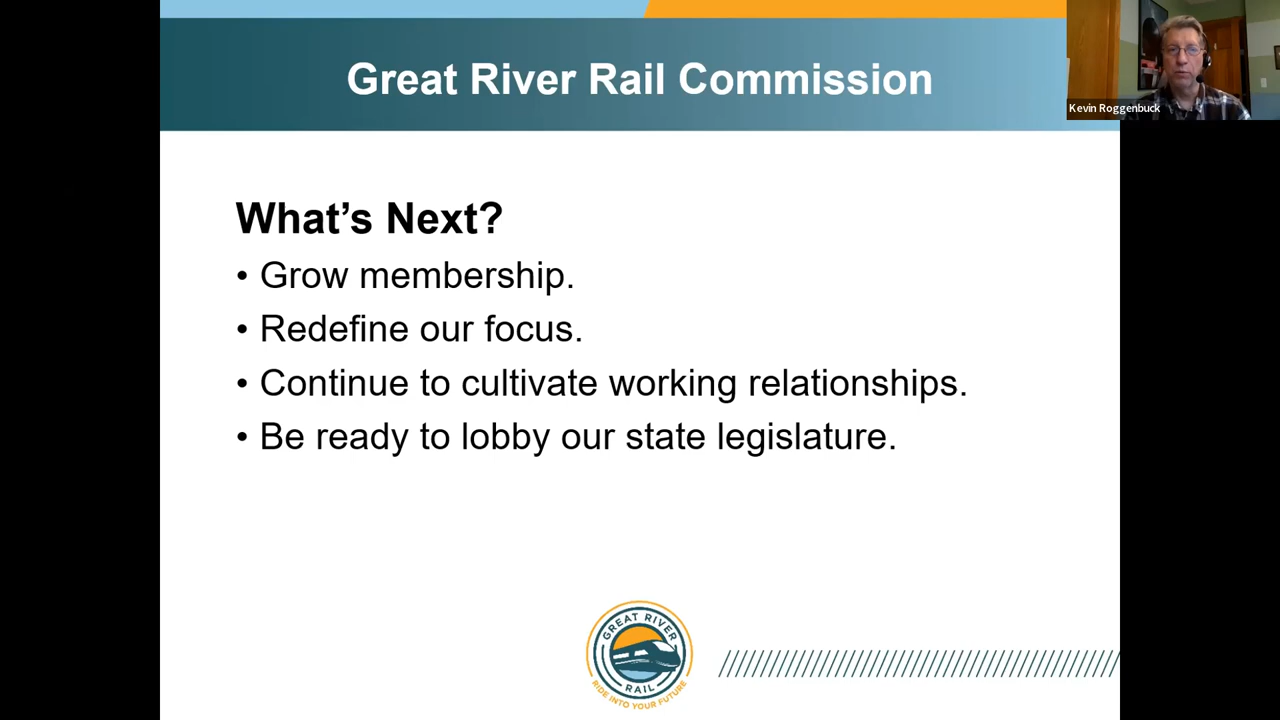 Great River Rail Commission
Kevin Roggenbuck
What’s Next?
• Grow membership.
• Redefine our focus.
• Continue to cultivate working relationships.
• Be ready to lobby our state legislature.
GREAT RIVER
RAIL
RIDE INTO YOUR FUTURE